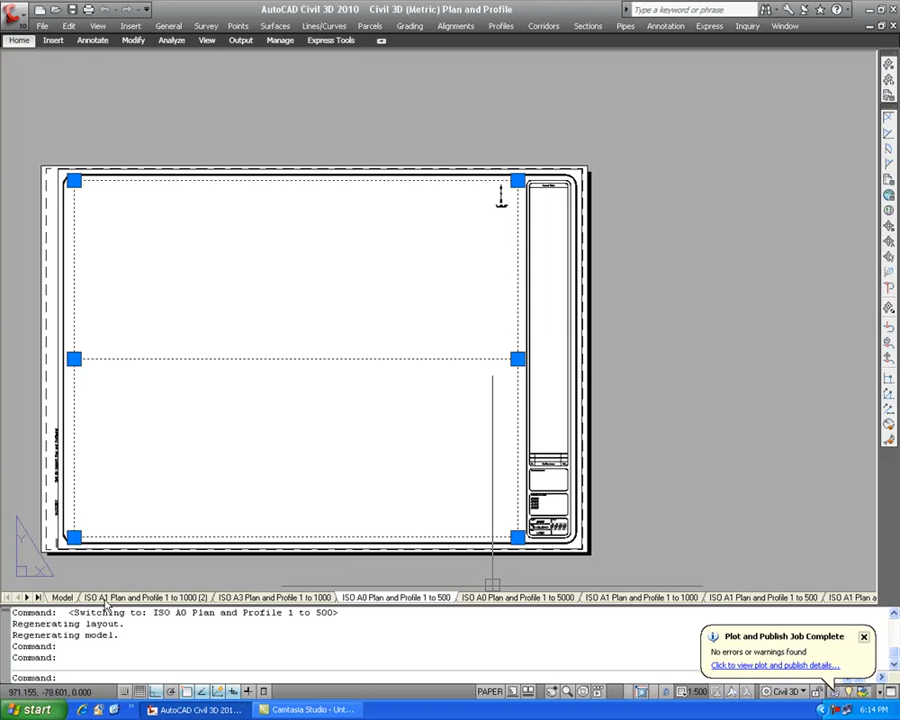 AutoCAD Civil 3D 2010 Civil 3D (Metric) Plan and Profile
Type a keyword or phrase
File Edit View Insert General Survey Points Surfaces Parcels Grading Alignments Profiles Corridors Sections Pipes Annotation Express Inquiry Window
Home Insert Annotate Modify Analyze View Output Manage Express Tools
Model ISO A1 Plan and Profile 1 to 1000 (2) ISO A3 Plan and Profile 1 to 1000 ISO A0 Plan and Profile 1 to 500 ISO A0 Plan and Profile 1 to 5000 ISO A1 Plan and Profile 1 to 1000 ISO A1 Plan and Profile 1 to 500 ISO A1 Plan a
Command: <Switching to: ISO A0 Plan and Profile 1 to 500>
Regenerating layout.
Regenerating model.
Command:
Command:
Command:
Plot and Publish Job Complete
No errors or warnings found
Click to view plot and publish details...
971.155, -78.601, 0.000
PAPER
1:500
Civil 3D
start
AutoCAD Civil 3D 201...
Camtasia Studio - Unt...
6:14 PM